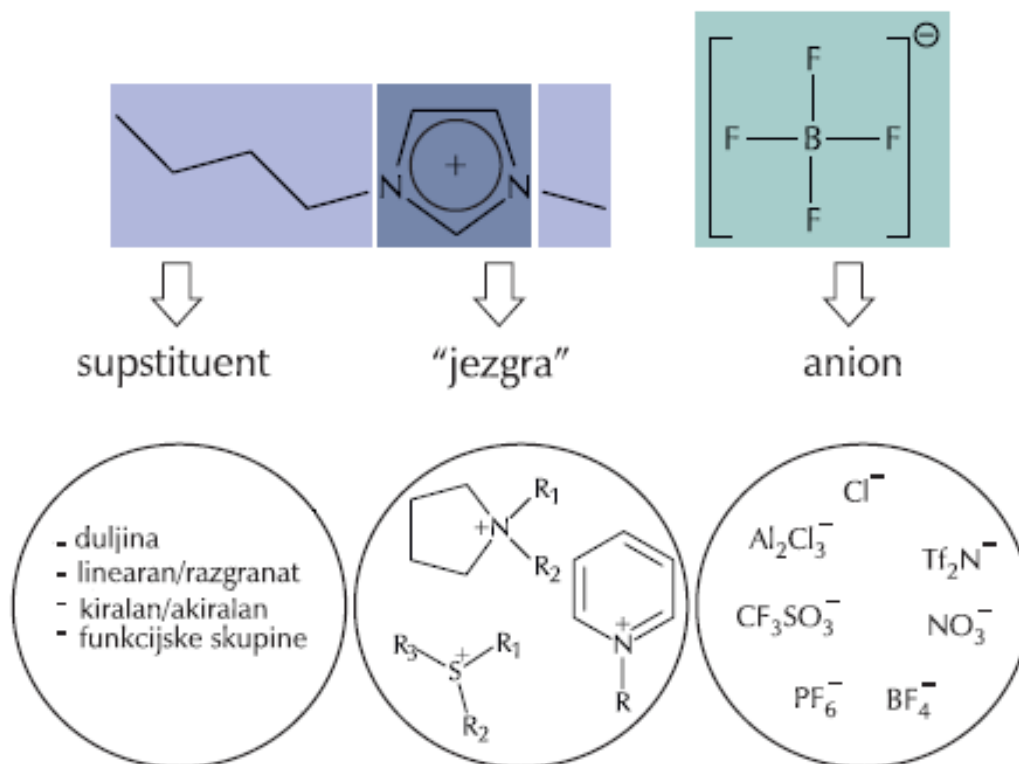 F
F B F
F
⊖
N + N
supstituent
“jezgra”
anion
- duljina
- linearan/razgranat
- kiralan/akiralan
- funkcijske skupine
R₁
+N
R₂
R₃ S⁺ R₁
R₂
N⁺
R
Cl⁻
Al₂Cl₃⁻
Tf₂N⁻
CF₃SO₃⁻
NO₃⁻
PF₆⁻
BF₄⁻